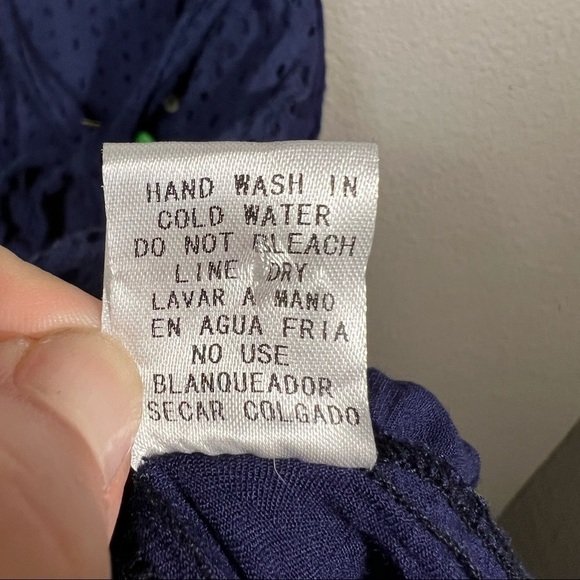 HAND WASH IN
COLD WATER
DO NOT BLEACH
LINE DRY
LAVAR A MANO
EN AGUA FRIA
NO USE
BLANQUEADOR
SECAR COLGADO